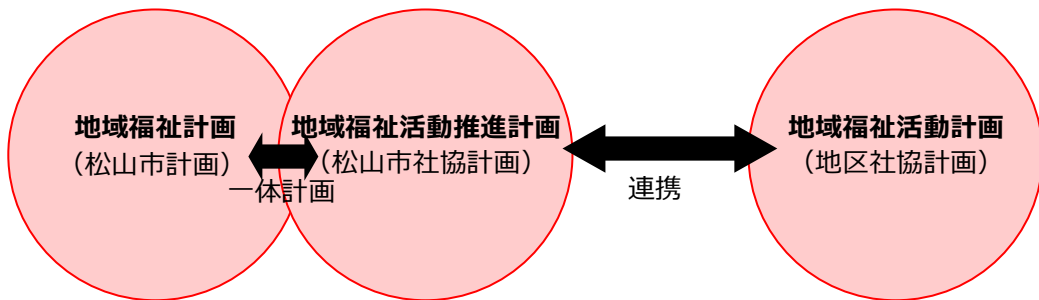 地域福祉計画
（松山市計画）
一体計画
地域福祉活動推進計画
（松山市社協計画）
連携
地域福祉活動計画
（地区社協計画）